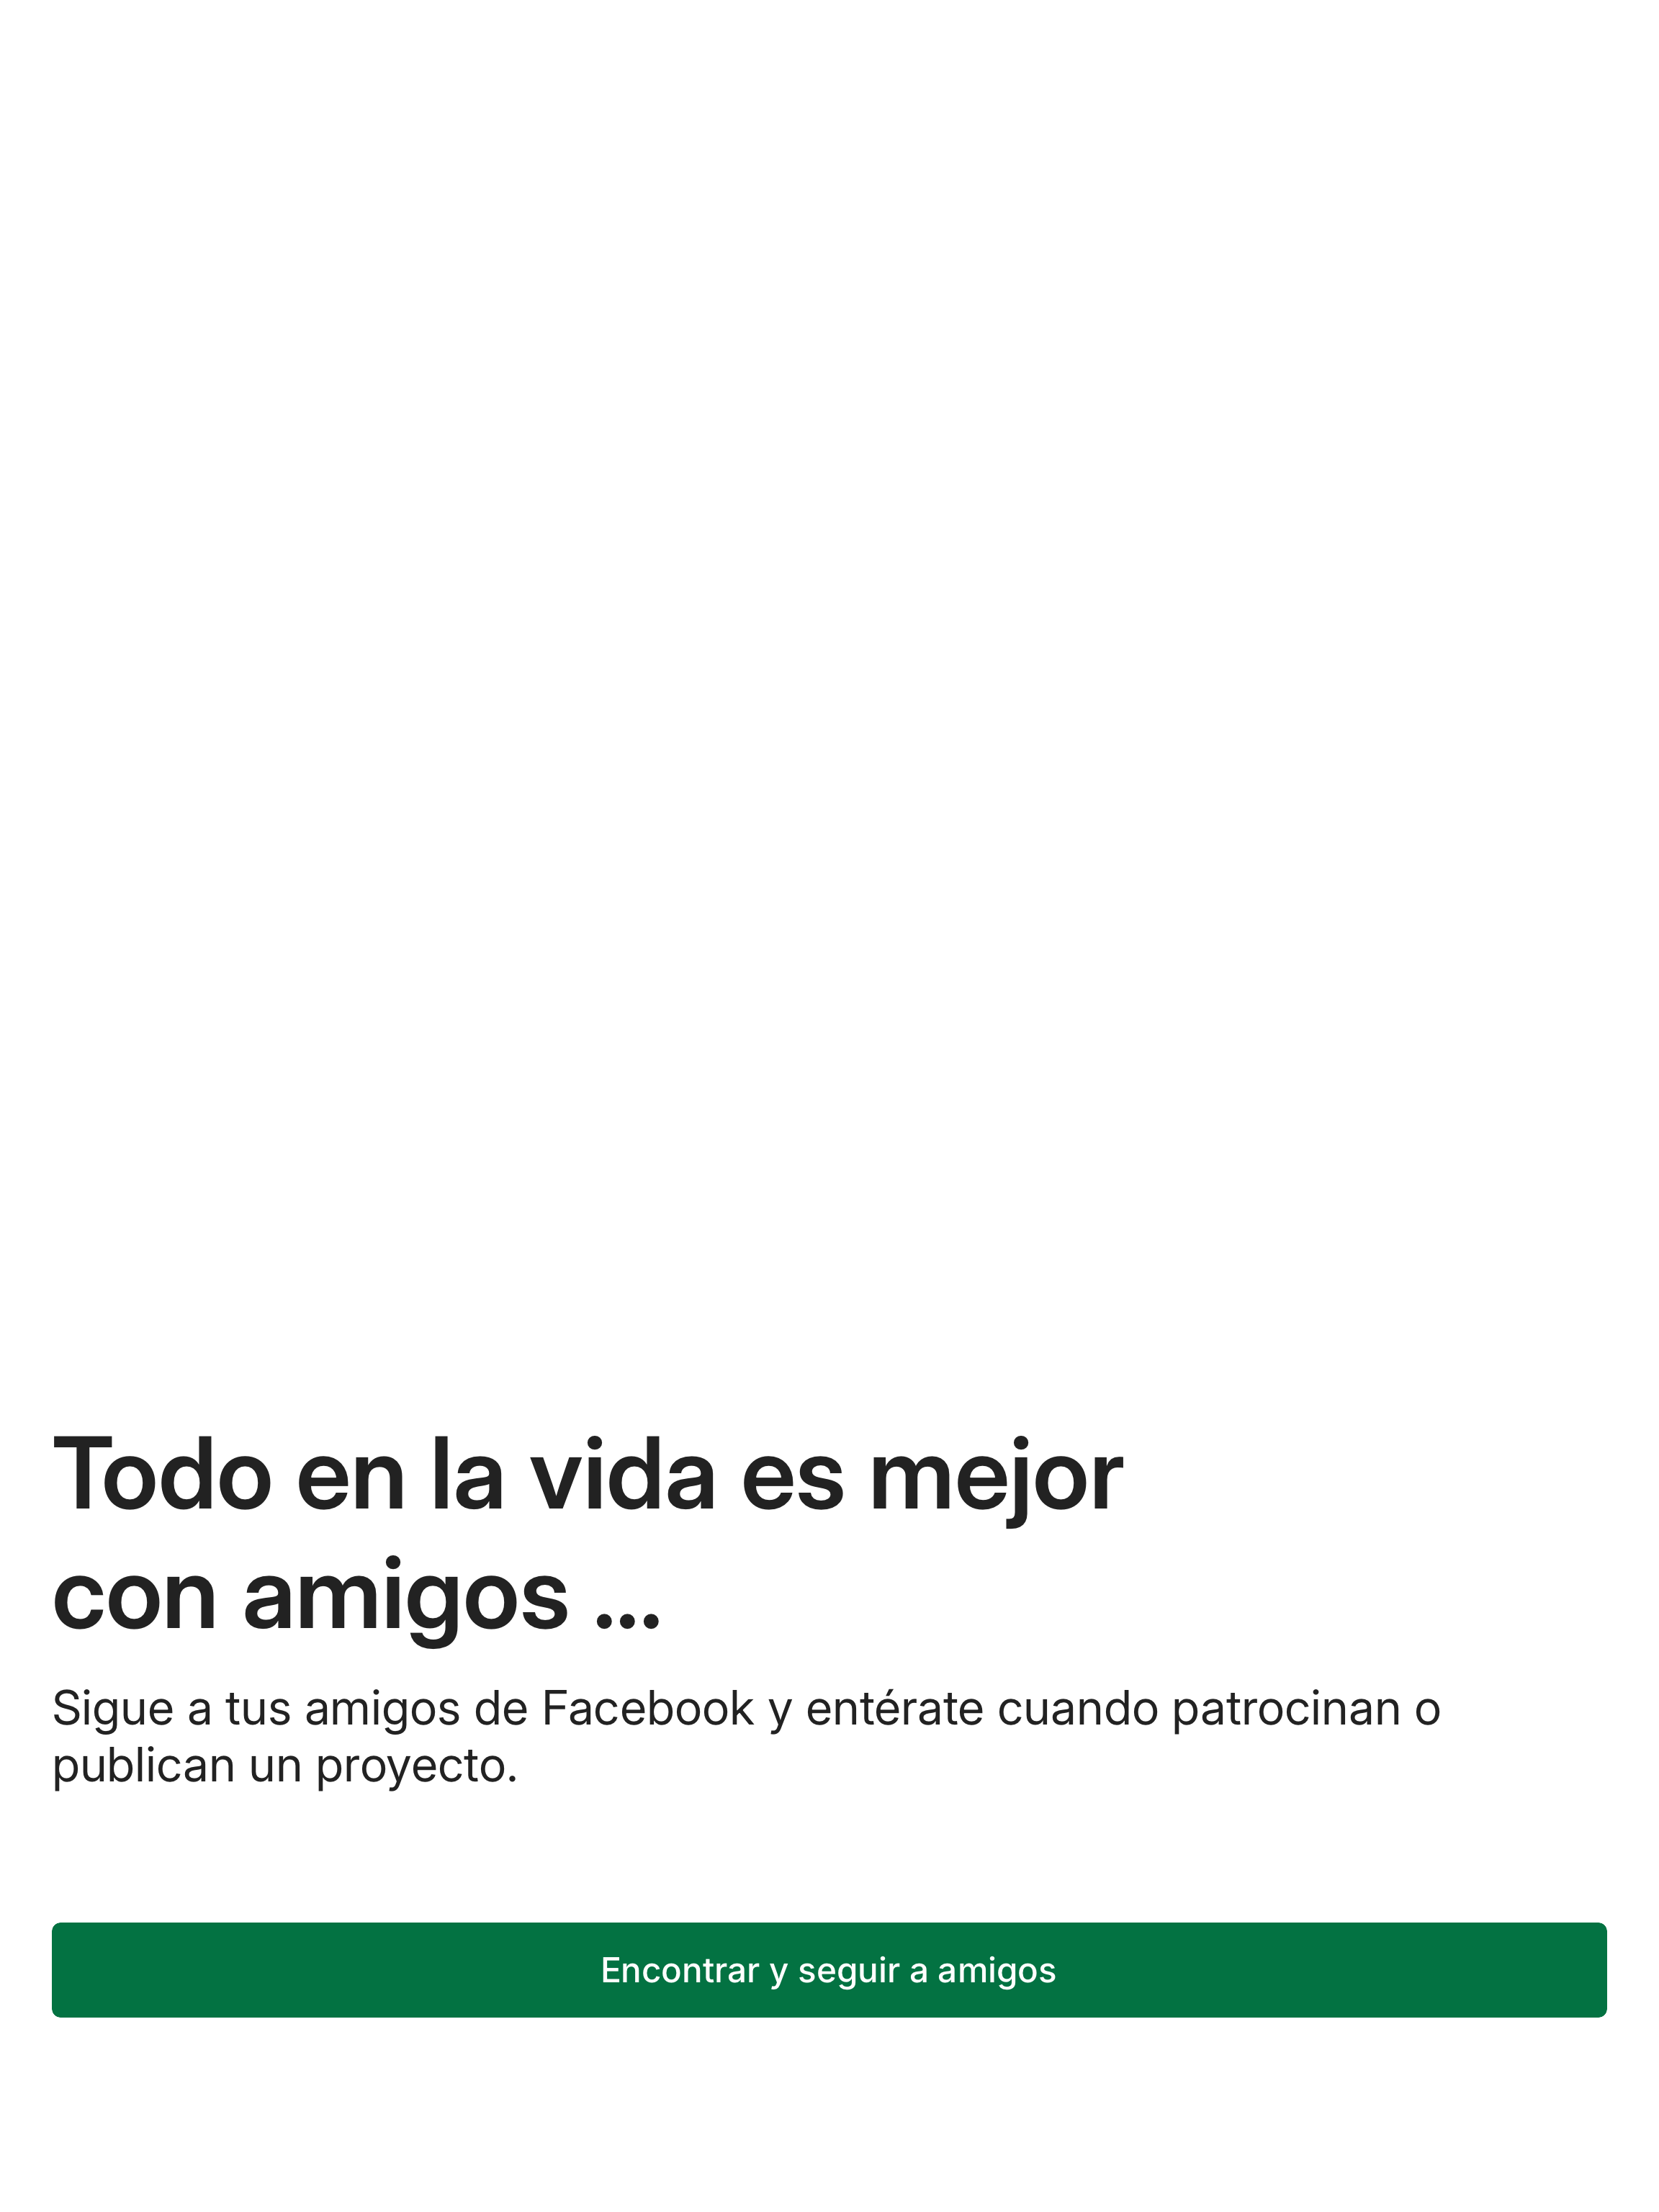 Todo en la vida es mejor
con amigos ...
Sigue a tus amigos de Facebook y entérate cuando patrocinan o
publican un proyecto.
Encontrar y seguir a amigos